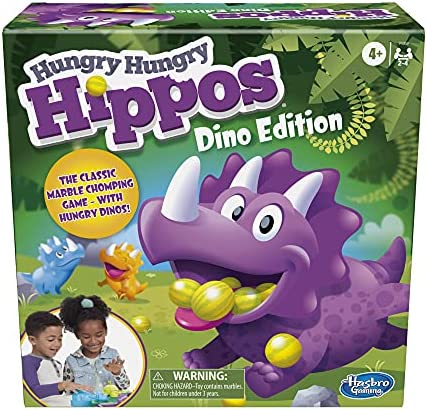 Hungry Hungry
Hippos
Dino Edition
4+
THE CLASSIC
MARBLE CHOMPING
GAME – WITH
HUNGRY DINOS!
WARNING:
CHOKING HAZARD–Toy contains marbles.
Not for children under 3 years.
Hasbro
Gaming